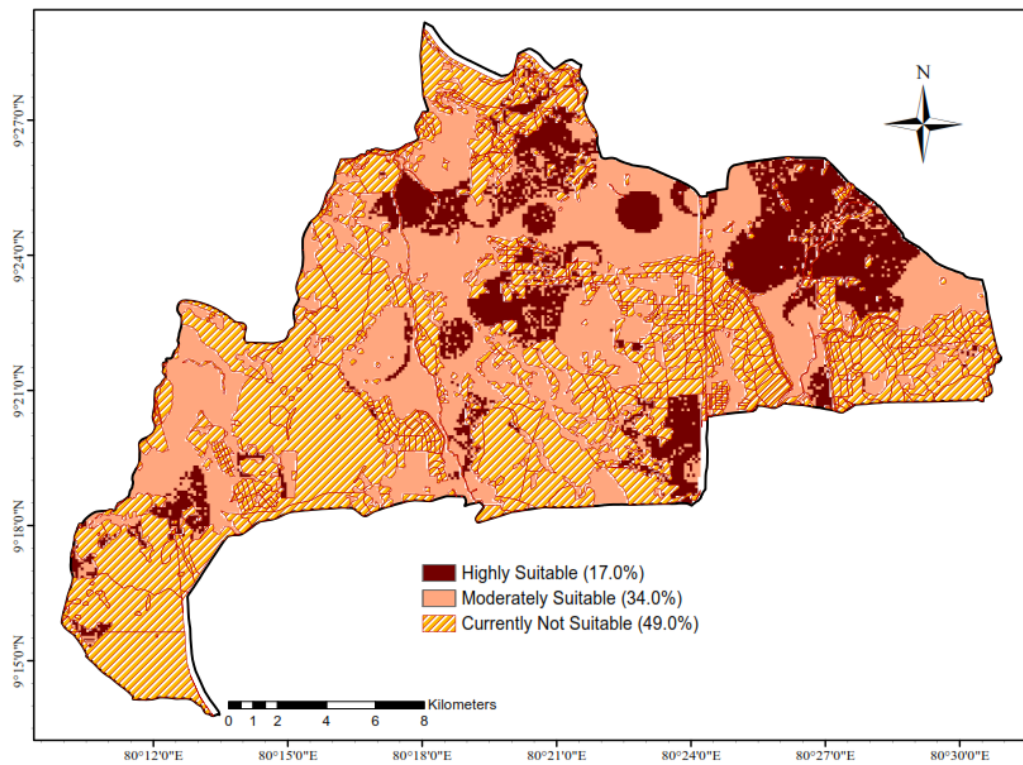 N
9°27'0"N
9°24'0"N
9°21'0"N
9°18'0"N
9°15'0"N
Highly Suitable (17.0%)
Moderately Suitable (34.0%)
Currently Not Suitable (49.0%)
Kilometers
0 1 2 4 6 8
80°12'0"E 80°15'0"E 80°18'0"E 80°21'0"E 80°24'0"E 80°27'0"E 80°30'0"E